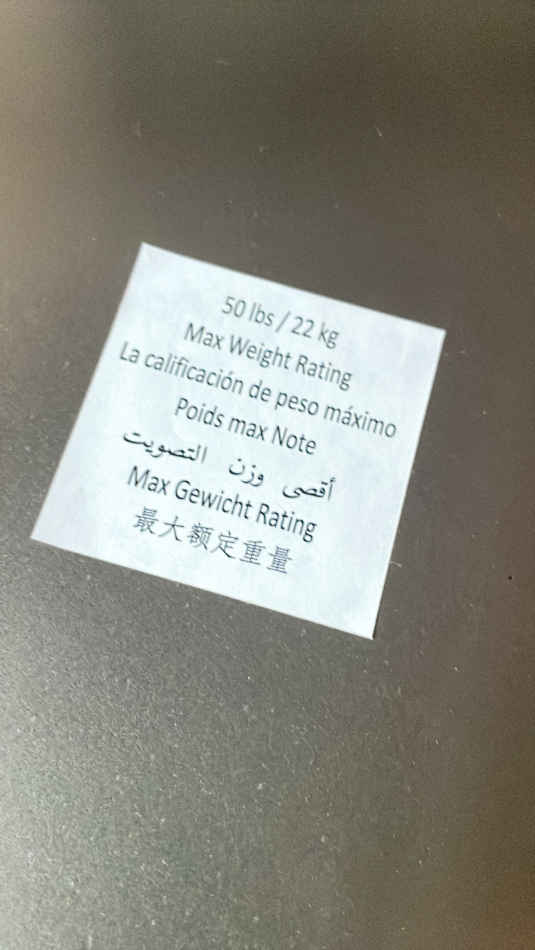 50 lbs / 22 kg
Max Weight Rating
La calificación de peso máximo
Poids max Note
أقصى وزن التصويت
Max Gewicht Rating
最大额定重量